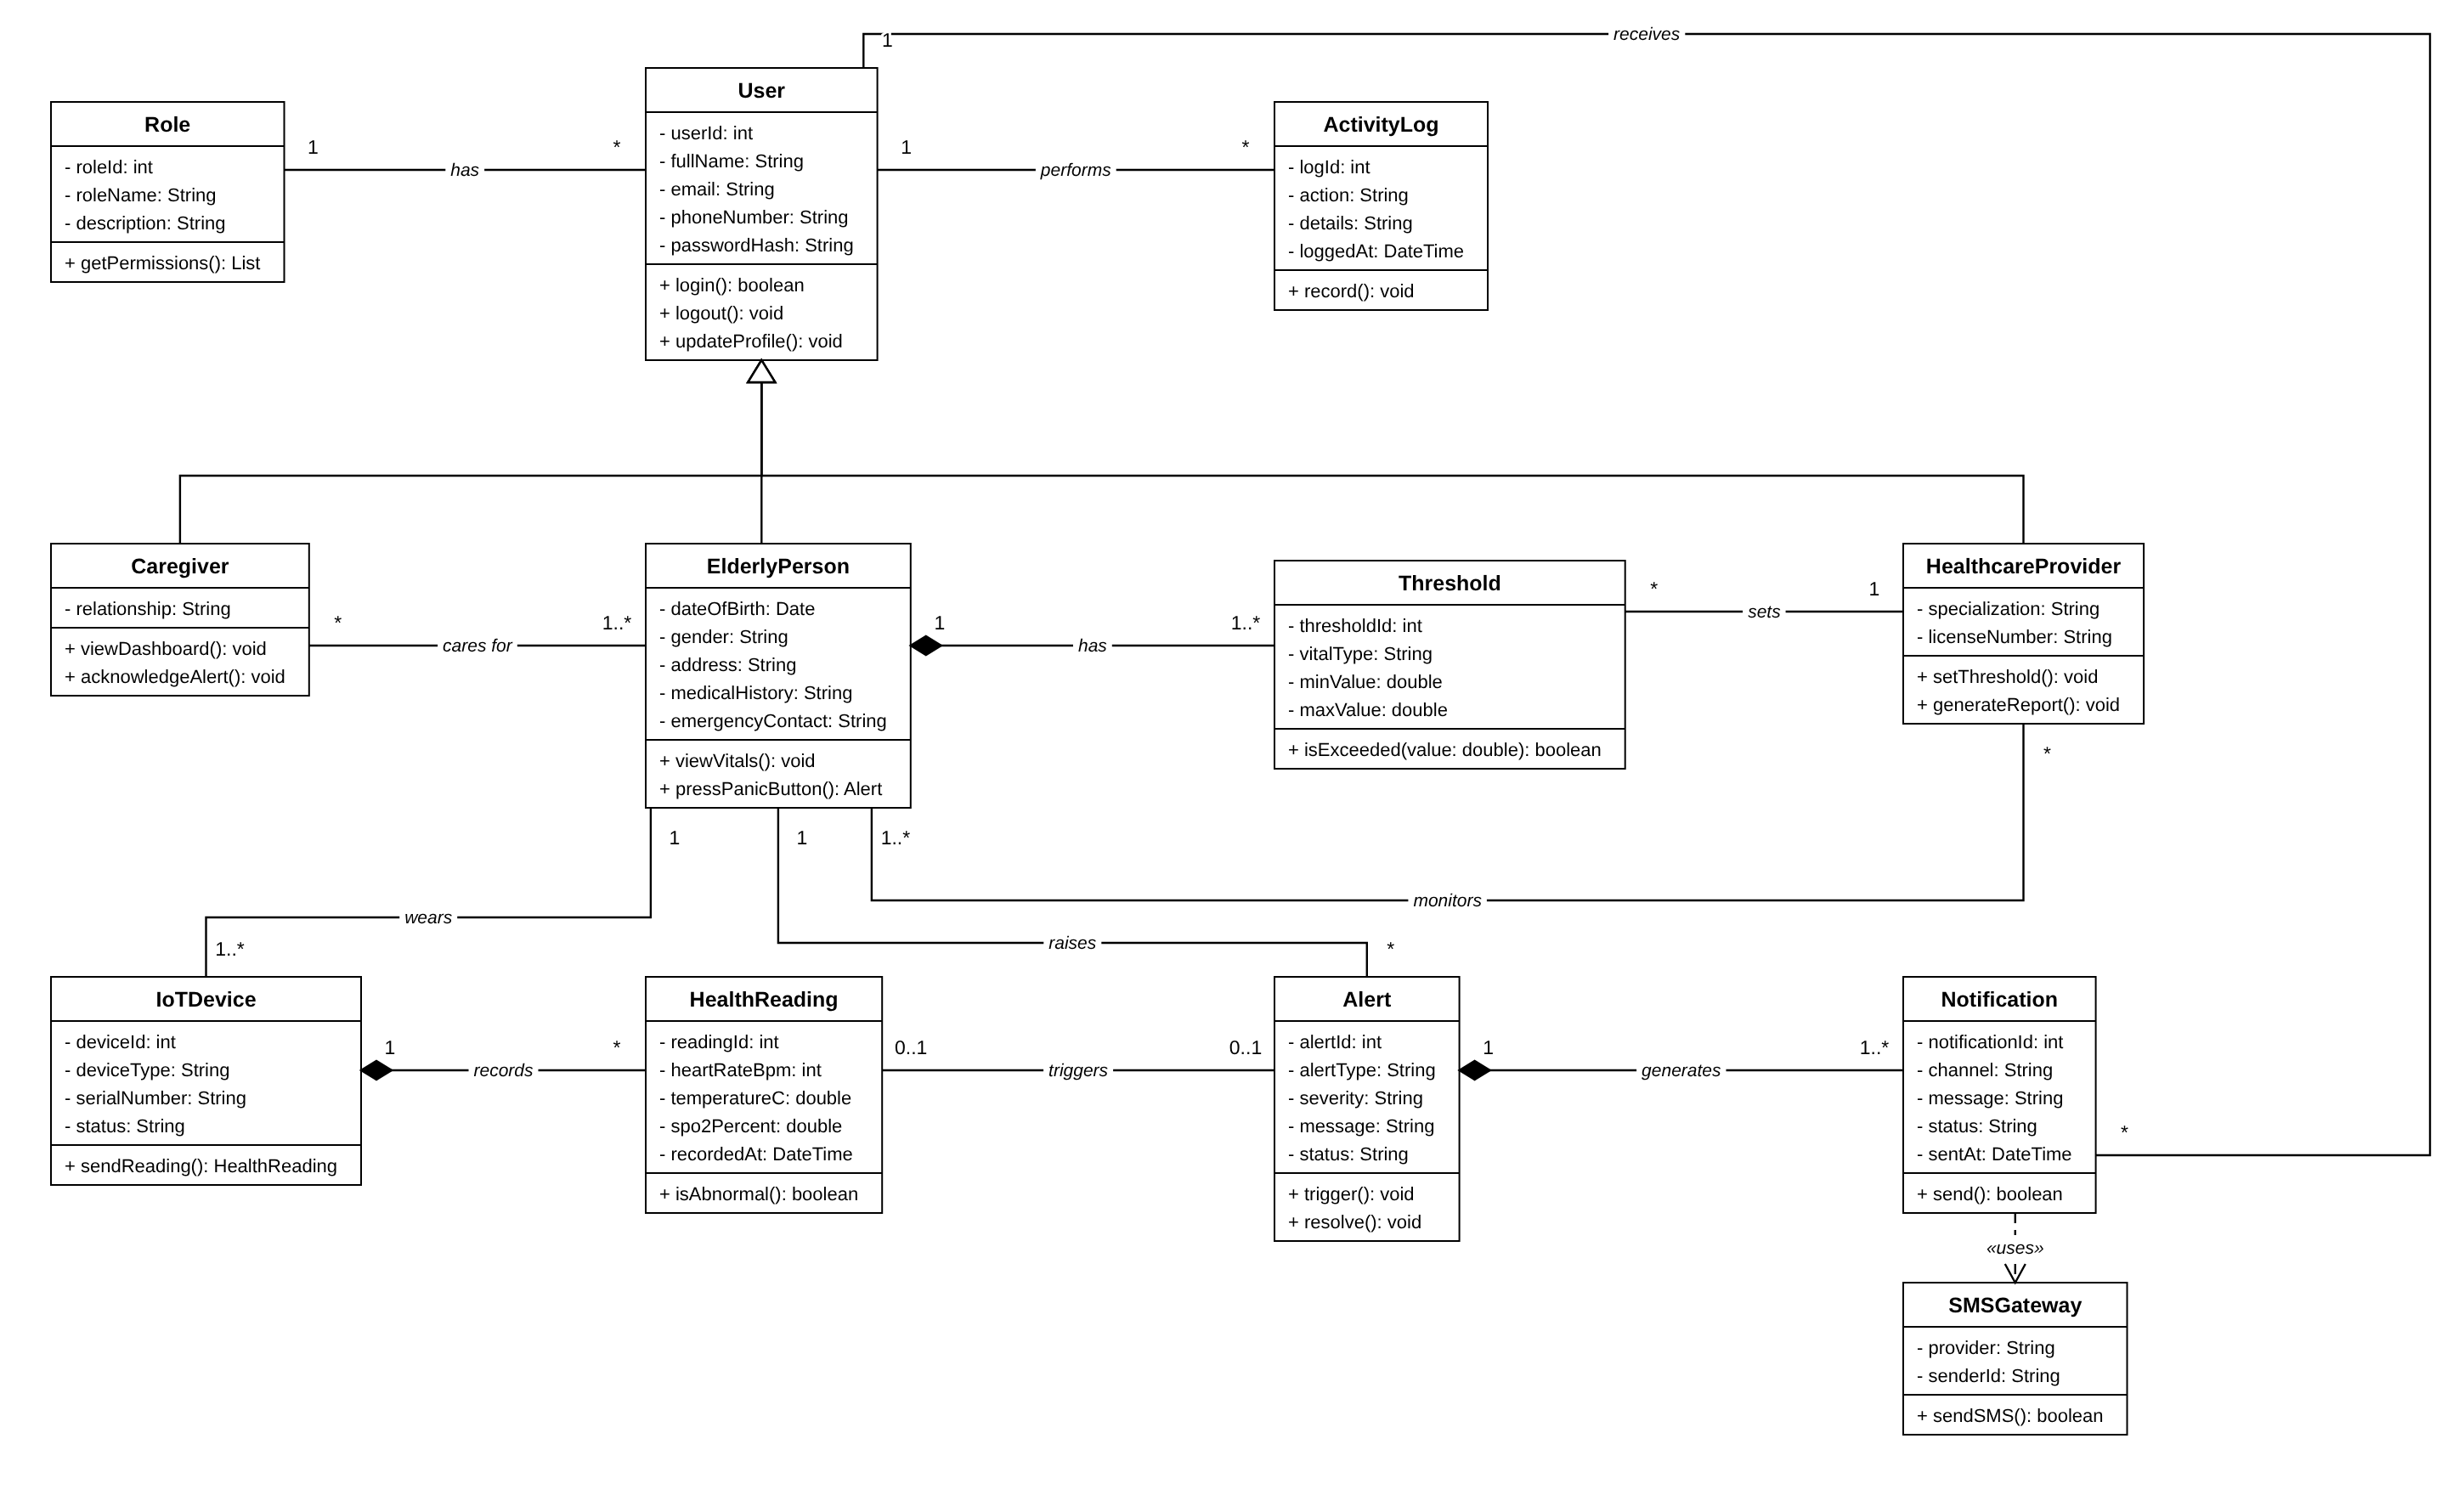 1
receives
User
- userId: int
- fullName: String
- email: String
- phoneNumber: String
- passwordHash: String
+ login(): boolean
+ logout(): void
+ updateProfile(): void
Role
- roleId: int
- roleName: String
- description: String
+ getPermissions(): List
1
has
*
1
performs
*
ActivityLog
- logId: int
- action: String
- details: String
- loggedAt: DateTime
+ record(): void
Caregiver
- relationship: String
+ viewDashboard(): void
+ acknowledgeAlert(): void
*
cares for
1..*
ElderlyPerson
- dateOfBirth: Date
- gender: String
- address: String
- medicalHistory: String
- emergencyContact: String
+ viewVitals(): void
+ pressPanicButton(): Alert
1
has
1..*
Threshold
- thresholdId: int
- vitalType: String
- minValue: double
- maxValue: double
+ isExceeded(value: double): boolean
*
sets
1
HealthcareProvider
- specialization: String
- licenseNumber: String
+ setThreshold(): void
+ generateReport(): void
*
1
1
1..*
monitors
wears
raises
1..*
*
IoTDevice
- deviceId: int
- deviceType: String
- serialNumber: String
- status: String
+ sendReading(): HealthReading
1
records
*
HealthReading
- readingId: int
- heartRateBpm: int
- temperatureC: double
- spo2Percent: double
- recordedAt: DateTime
+ isAbnormal(): boolean
0..1
triggers
0..1
Alert
- alertId: int
- alertType: String
- severity: String
- message: String
- status: String
+ trigger(): void
+ resolve(): void
1
generates
1..*
Notification
- notificationId: int
- channel: String
- message: String
- status: String
- sentAt: DateTime
+ send(): boolean
*
«uses»
SMSGateway
- provider: String
- senderId: String
+ sendSMS(): boolean